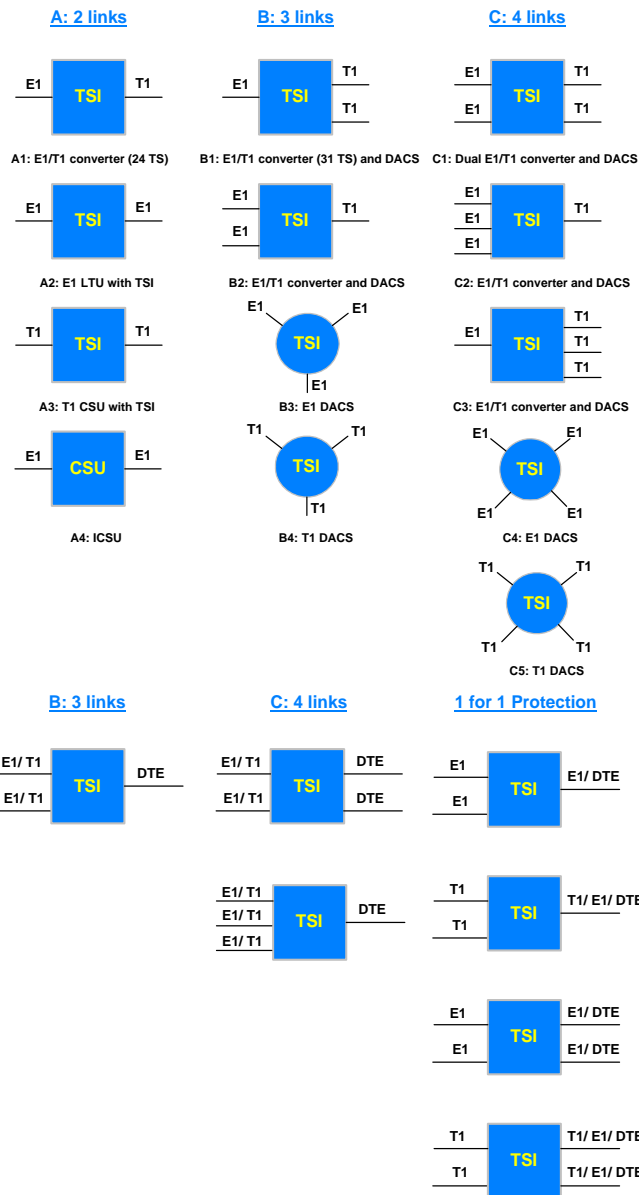 A: 2 links
B: 3 links
C: 4 links
E1 TSI T1
E1 TSI T1 T1
E1 E1 TSI T1 T1
A1: E1/T1 converter (24 TS)
B1: E1/T1 converter (31 TS) and DACS
C1: Dual E1/T1 converter and DACS
E1 TSI E1
E1 E1 TSI T1
E1 E1 E1 TSI T1
A2: E1 LTU with TSI
B2: E1/T1 converter and DACS
C2: E1/T1 converter and DACS
T1 TSI T1
E1 E1 TSI E1
E1 TSI T1 T1 T1
A3: T1 CSU with TSI
B3: E1 DACS
C3: E1/T1 converter and DACS
E1 CSU E1
T1 T1 TSI T1
E1 E1 TSI E1 E1
A4: ICSU
B4: T1 DACS
C4: E1 DACS
T1 T1 TSI T1 T1
C5: T1 DACS
B: 3 links
C: 4 links
1 for 1 Protection
E1/ T1 E1/ T1 TSI DTE
E1/ T1 E1/ T1 TSI DTE DTE
E1 E1 TSI E1/ DTE
E1/ T1 E1/ T1 E1/ T1 TSI DTE
T1 T1 TSI T1/ E1/ DTE
E1 E1 TSI E1/ DTE E1/ DTE
T1 T1 TSI T1/ E1/ DTE T1/ E1/ DTE